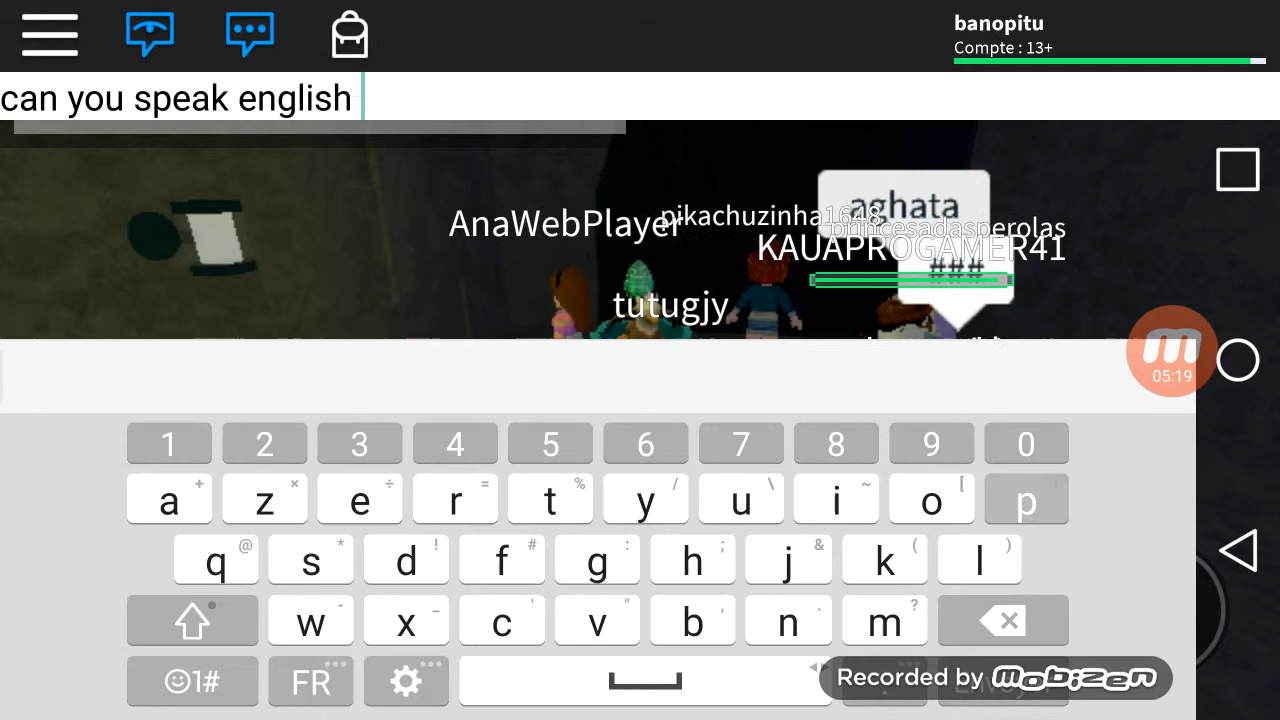 banopitu
Compte : 13+
can you speak english
aghata
pikachuzinha1648
AnaWebPlayer
princesadasperolas
KAUAPROGAMER41
###
tutugjy
05:19
1 2 3 4 5 6 7 8 9 0
a + z × e ÷ r = t % y / u \ i ~ o [ p
q @ s * d ! f # g : h ; j & k ( l )
w - x _ c ' v " b , n . m ?
1# FR
Recorded by mobizen